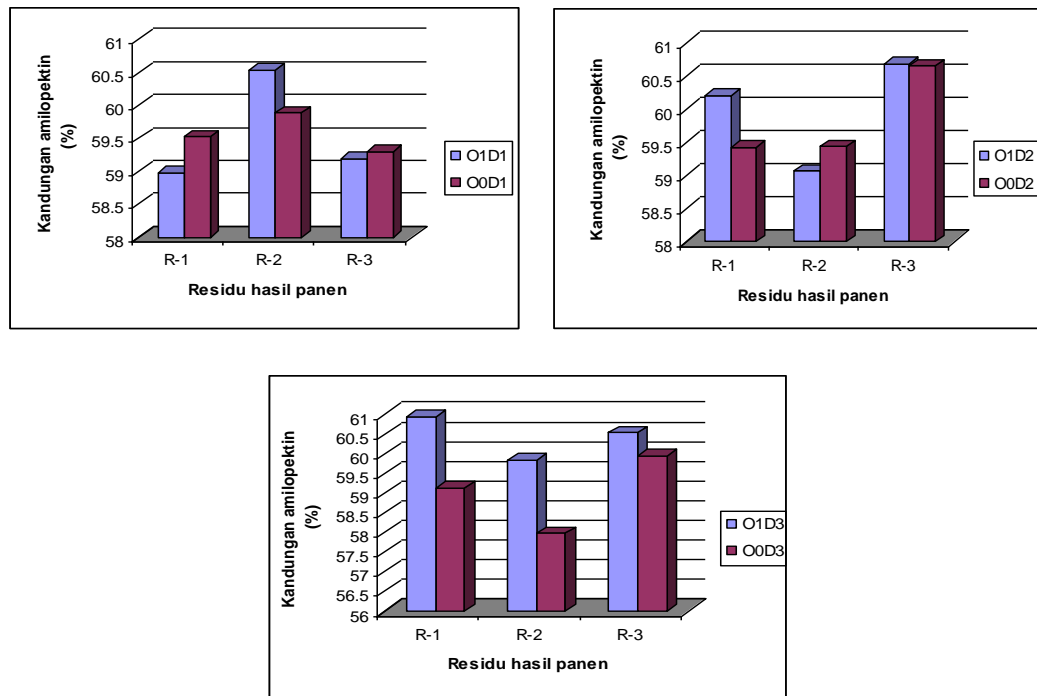 Kandungan amilopektin
(%)
61
60.5
60
59.5
59
58.5
58
R-1 R-2 R-3
Residu hasil panen
O1D1
O0D1
Kandungan amilopektin
(%)
61
60.5
60
59.5
59
58.5
58
R-1 R-2 R-3
Residu hasil panen
O1D2
O0D2
Kandungan amilopektin
(%)
61
60.5
60
59.5
59
58.5
58
57.5
57
56.5
56
R-1 R-2 R-3
Residu hasil panen
O1D3
O0D3